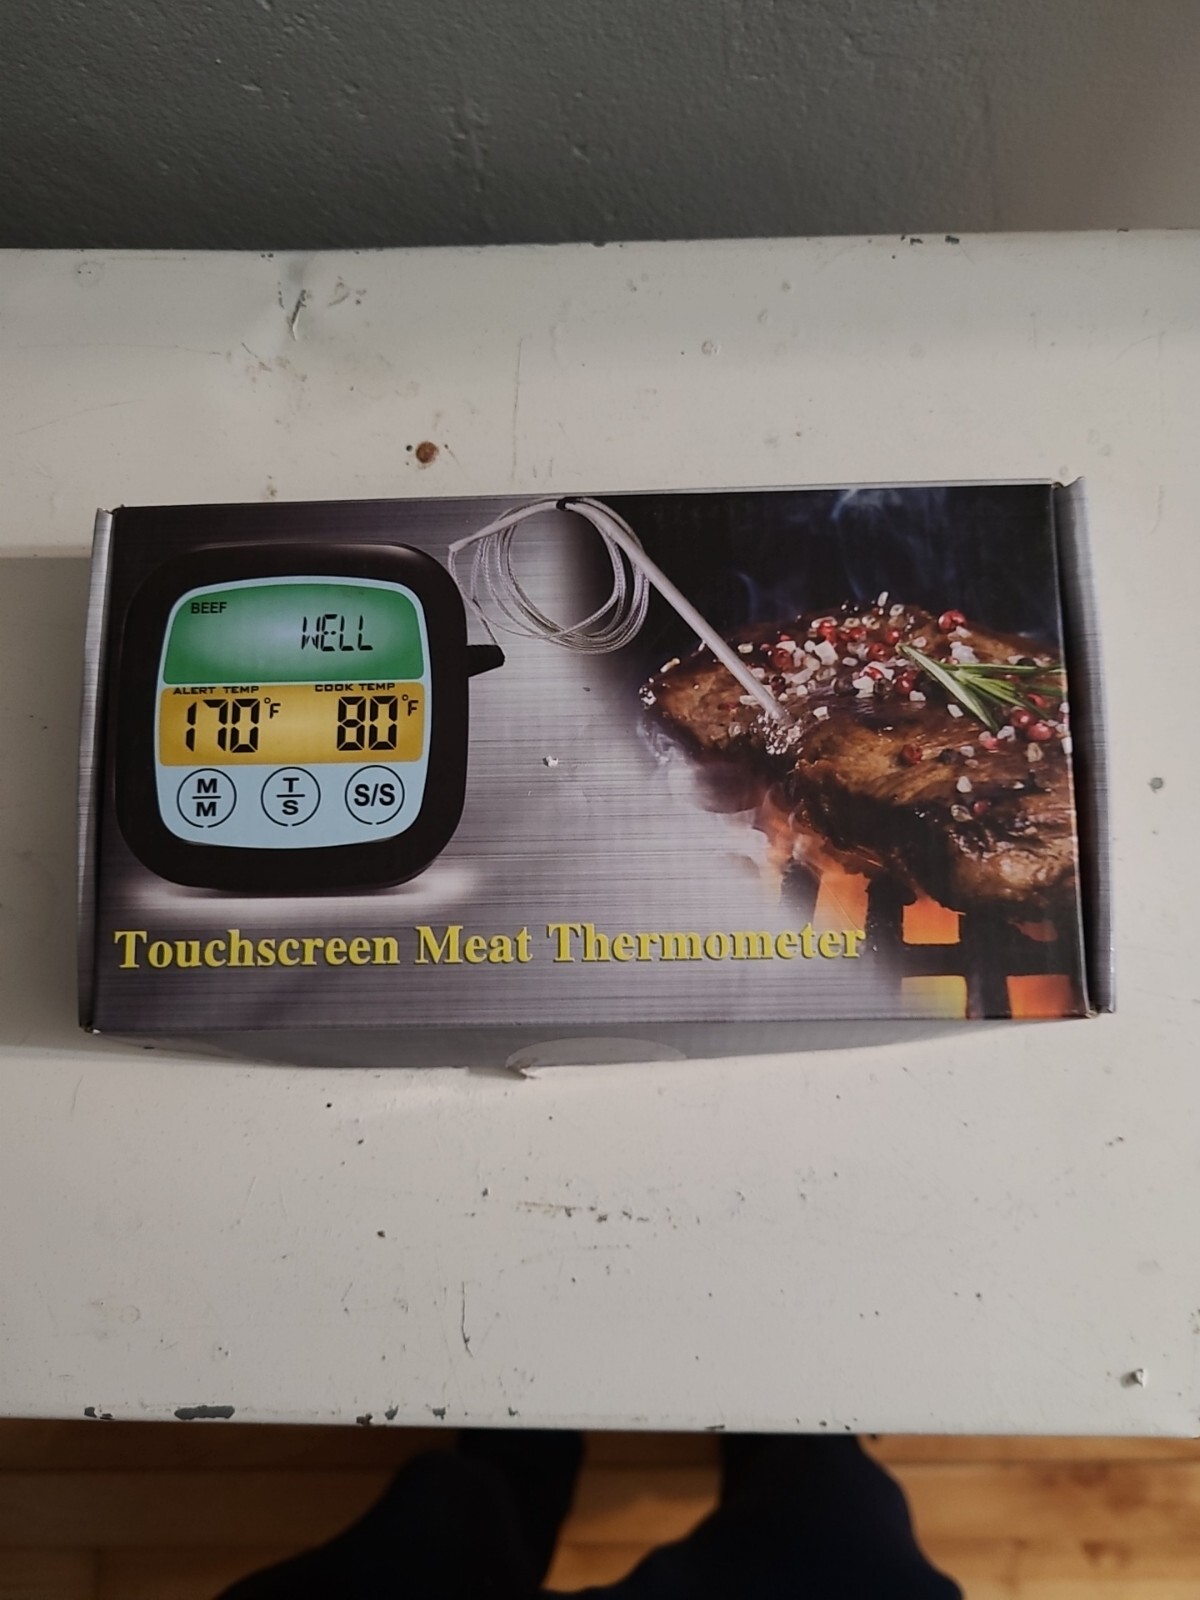 BEEF
WELL
ALERT TEMP COOK TEMP
170°F 80°F
M/M T/S S/S
Touchscreen Meat Thermometer